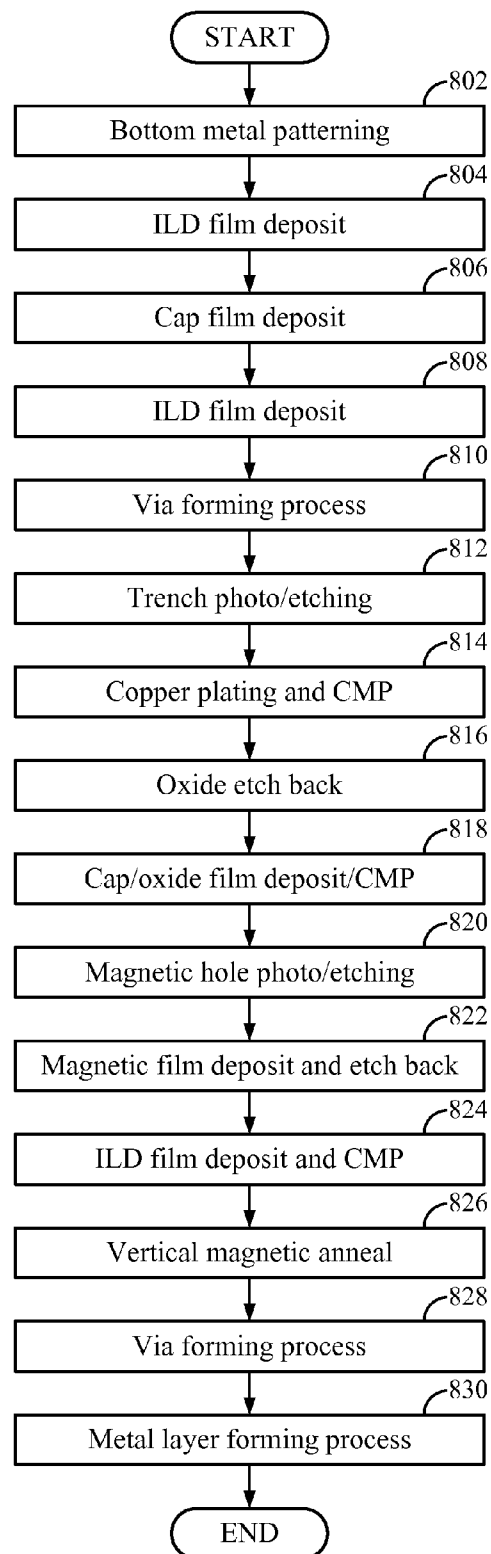 START
802
Bottom metal patterning
804
ILD film deposit
806
Cap film deposit
808
ILD film deposit
810
Via forming process
812
Trench photo/etching
814
Copper plating and CMP
816
Oxide etch back
818
Cap/oxide film deposit/CMP
820
Magnetic hole photo/etching
822
Magnetic film deposit and etch back
824
ILD film deposit and CMP
826
Vertical magnetic anneal
828
Via forming process
830
Metal layer forming process
END